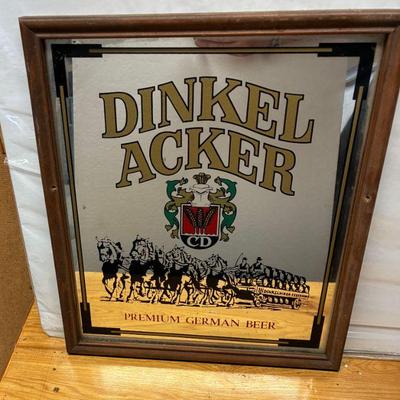 DINKEL
ACKER
CD
PREMIUM GERMAN BEER